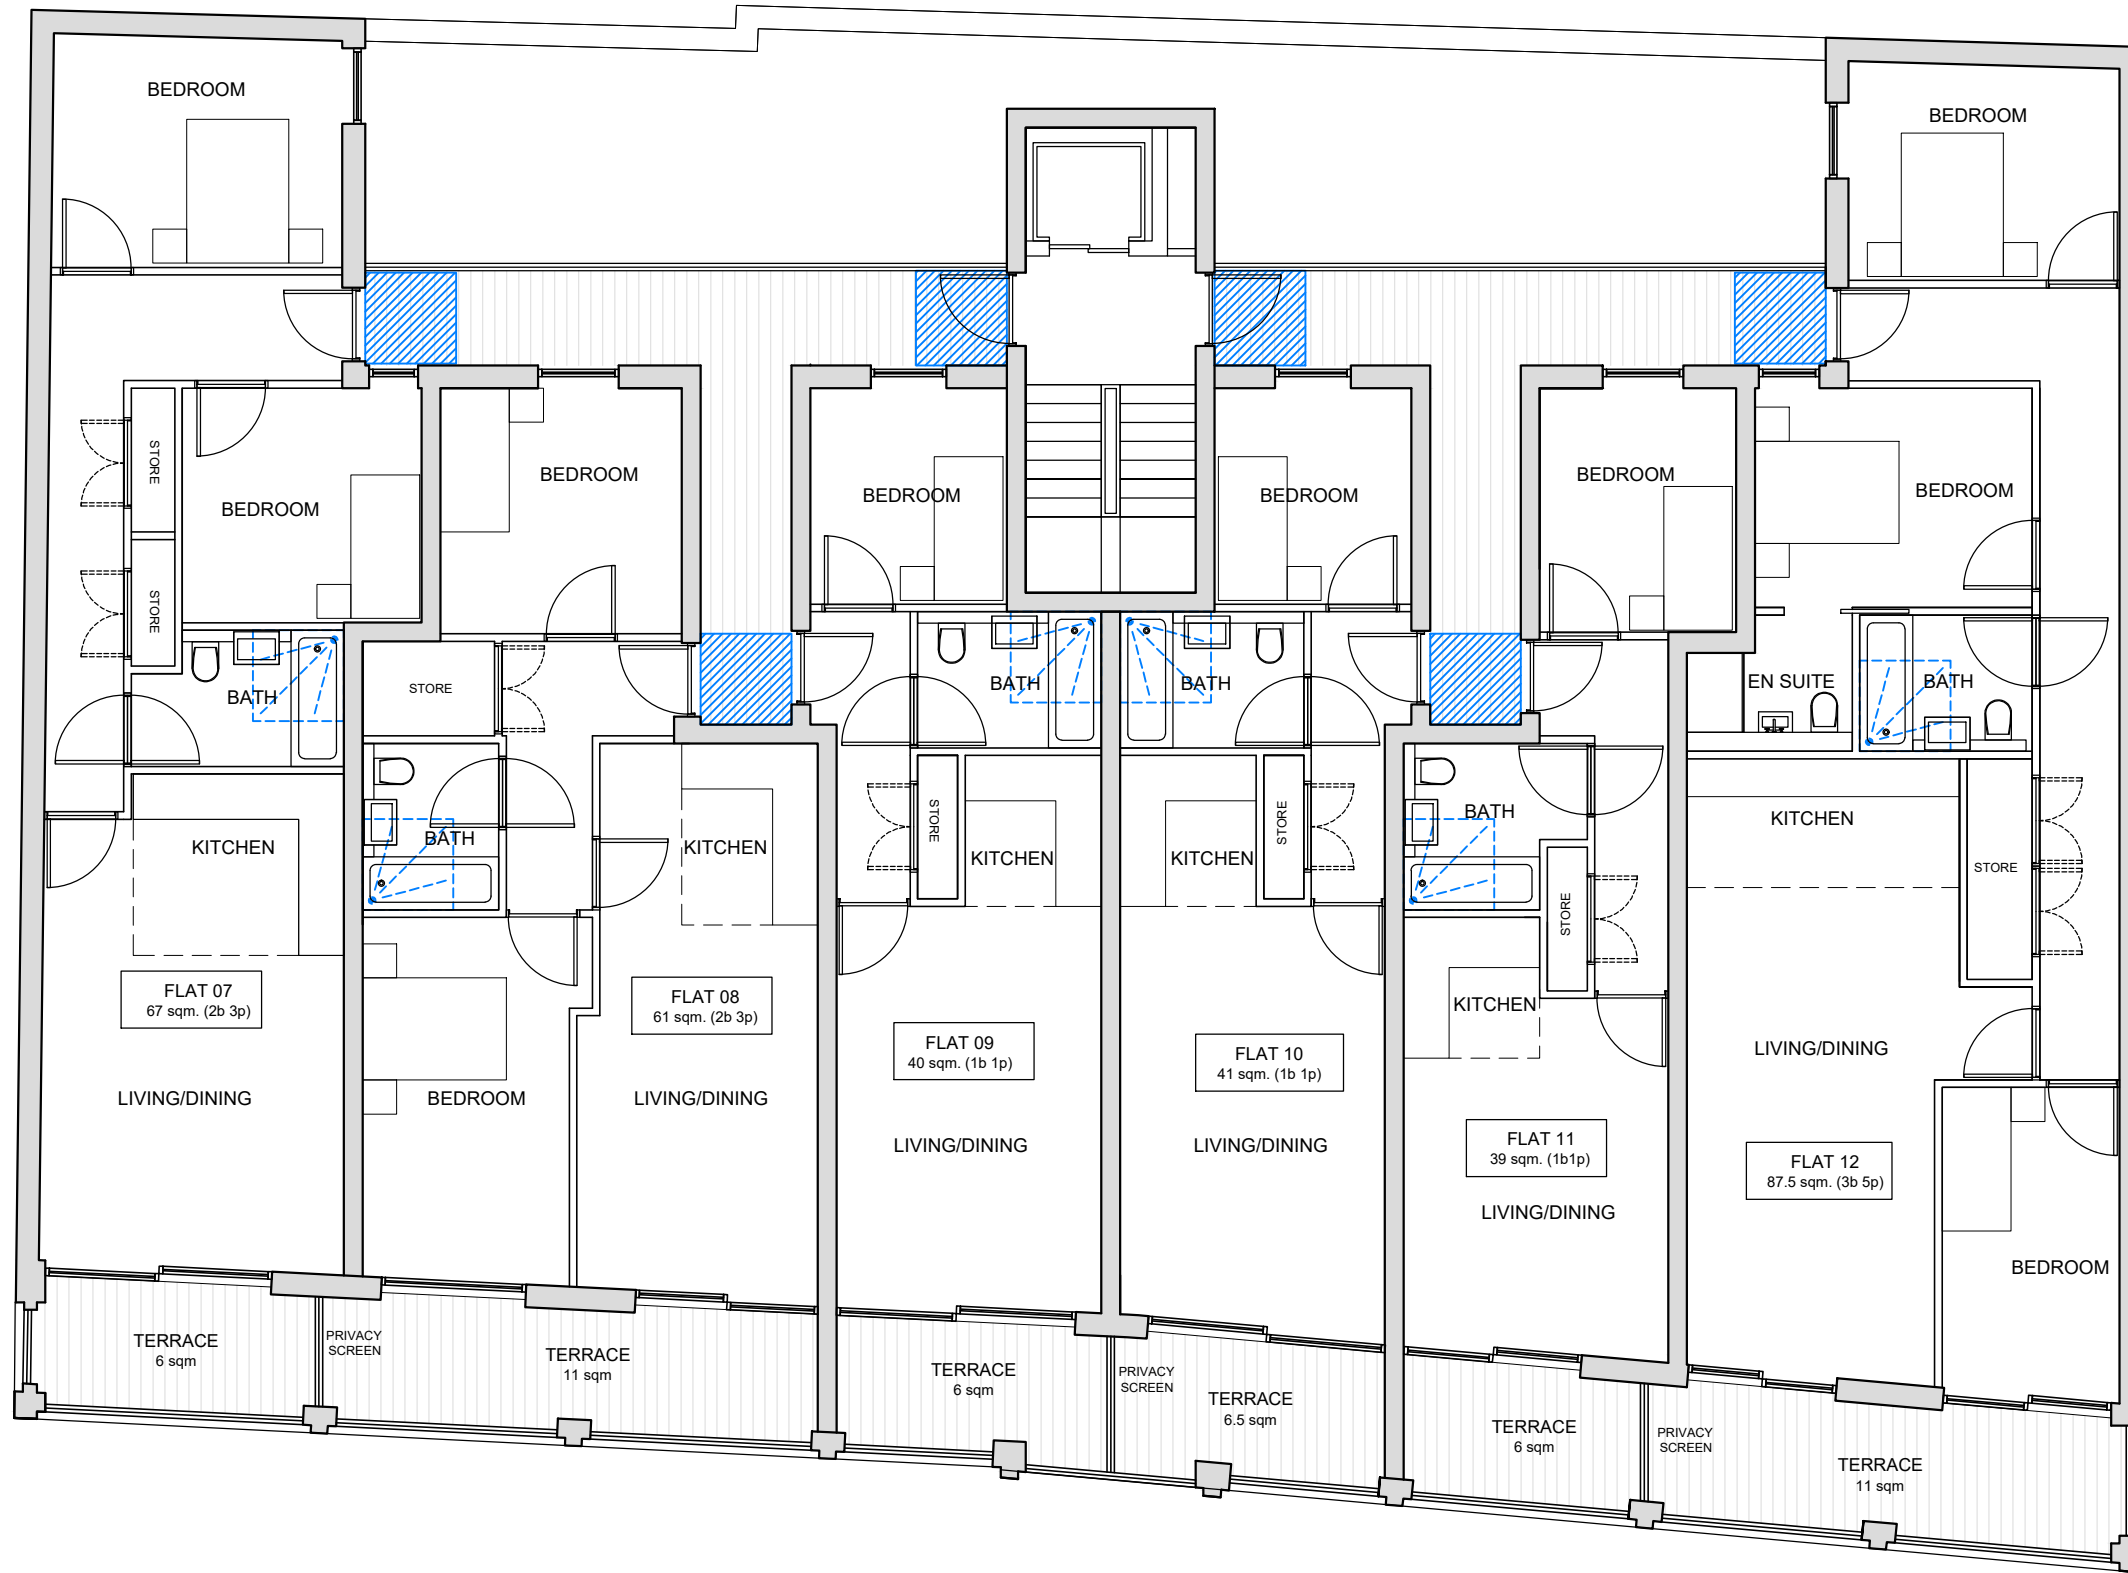 BEDROOM
BEDROOM
BEDROOM
BEDROOM
BEDROOM
BEDROOM
BEDROOM
BEDROOM
STORE
STORE
STORE
BATH
BATH
BATH
EN SUITE
BATH
BATH
KITCHEN
BATH
KITCHEN
STORE
KITCHEN
KITCHEN
STORE
BATH
STORE
KITCHEN
KITCHEN
STORE
FLAT 07
67 sqm. (2b 3p)
FLAT 08
61 sqm. (2b 3p)
FLAT 09
40 sqm. (1b 1p)
FLAT 10
41 sqm. (1b 1p)
LIVING/DINING
LIVING/DINING
BEDROOM
LIVING/DINING
LIVING/DINING
LIVING/DINING
FLAT 11
39 sqm. (1b1p)
FLAT 12
87.5 sqm. (3b 5p)
LIVING/DINING
BEDROOM
TERRACE
6 sqm
PRIVACY
SCREEN
TERRACE
11 sqm
TERRACE
6 sqm
PRIVACY
SCREEN
TERRACE
6.5 sqm
TERRACE
6 sqm
PRIVACY
SCREEN
TERRACE
11 sqm